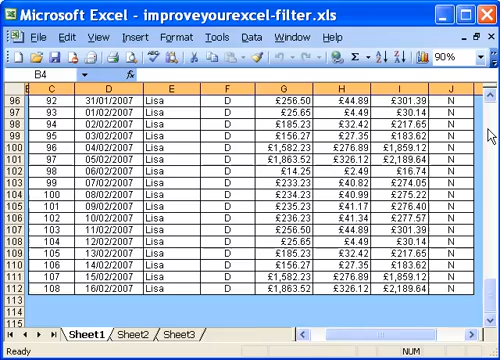 Microsoft Excel - improveyourexcel-filter.xls
File Edit View Insert Format Tools Data Window Help
90%
B4 fx
B C D E F G H I J
96 92 31/01/2007 Lisa D £256.50 £44.89 £301.39 N
97 93 01/02/2007 Lisa D £25.65 £4.49 £30.14 N
98 94 02/02/2007 Lisa D £185.23 £32.42 £217.65 N
99 95 03/02/2007 Lisa D £156.27 £27.35 £183.62 N
100 96 04/02/2007 Lisa D £1,582.23 £276.89 £1,859.12 N
101 97 05/02/2007 Lisa D £1,863.52 £326.12 £2,189.64 N
102 98 06/02/2007 Lisa D £14.25 £2.49 £16.74 N
103 99 07/02/2007 Lisa D £233.23 £40.82 £274.05 N
104 100 08/02/2007 Lisa D £234.23 £40.99 £275.22 N
105 101 09/02/2007 Lisa D £235.23 £41.17 £276.40 N
106 102 10/02/2007 Lisa D £236.23 £41.34 £277.57 N
107 103 11/02/2007 Lisa D £256.50 £44.89 £301.39 N
108 104 12/02/2007 Lisa D £25.65 £4.49 £30.14 N
109 105 13/02/2007 Lisa D £185.23 £32.42 £217.65 N
110 106 14/02/2007 Lisa D £156.27 £27.35 £183.62 N
111 107 15/02/2007 Lisa D £1,582.23 £276.89 £1,859.12 N
112 108 16/02/2007 Lisa D £1,863.52 £326.12 £2,189.64 N
113
114
115
Sheet1 Sheet2 Sheet3
Ready NUM